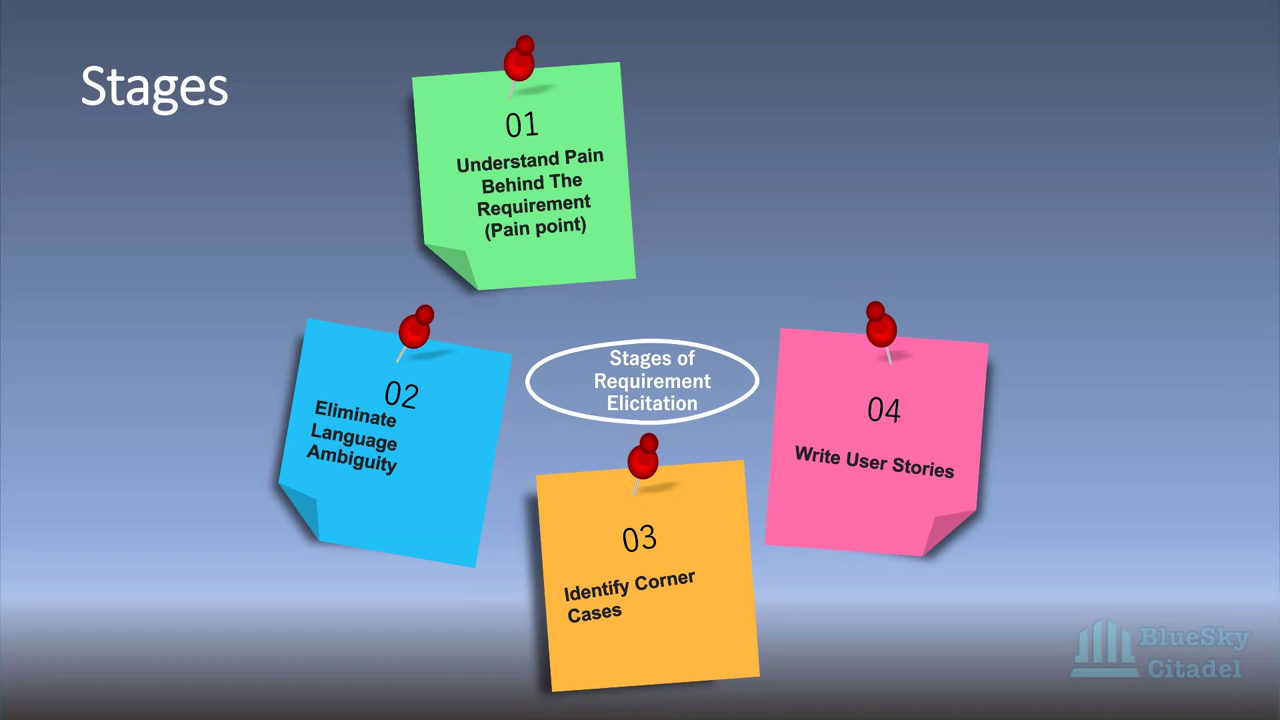 Stages
01
Understand Pain
Behind The
Requirement
(Pain point)
02
Eliminate
Language
Ambiguity
Stages of
Requirement
Elicitation
03
Identify Corner
Cases
04
Write User Stories
BlueSky
Citadel